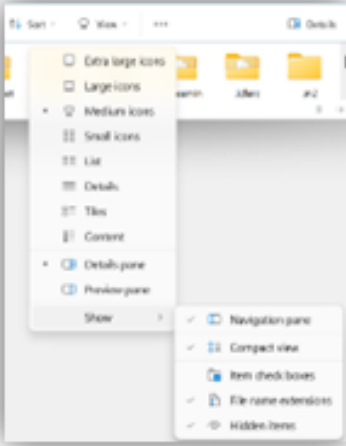 Sort
View
Details
Extra large icons
Large icons
Medium icons
Small icons
List
Details
Tiles
Content
Details pane
Preview pane
Show
Navigation pane
Compact view
Item check boxes
File name extensions
Hidden items